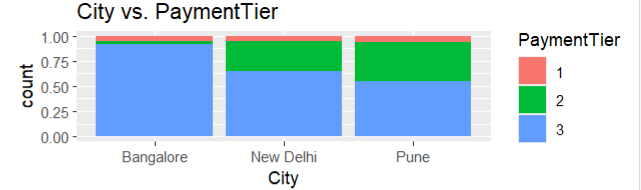 City vs. PaymentTier
count
1.00
0.75
0.50
0.25
0.00
Bangalore New Delhi Pune
City
PaymentTier
1
2
3